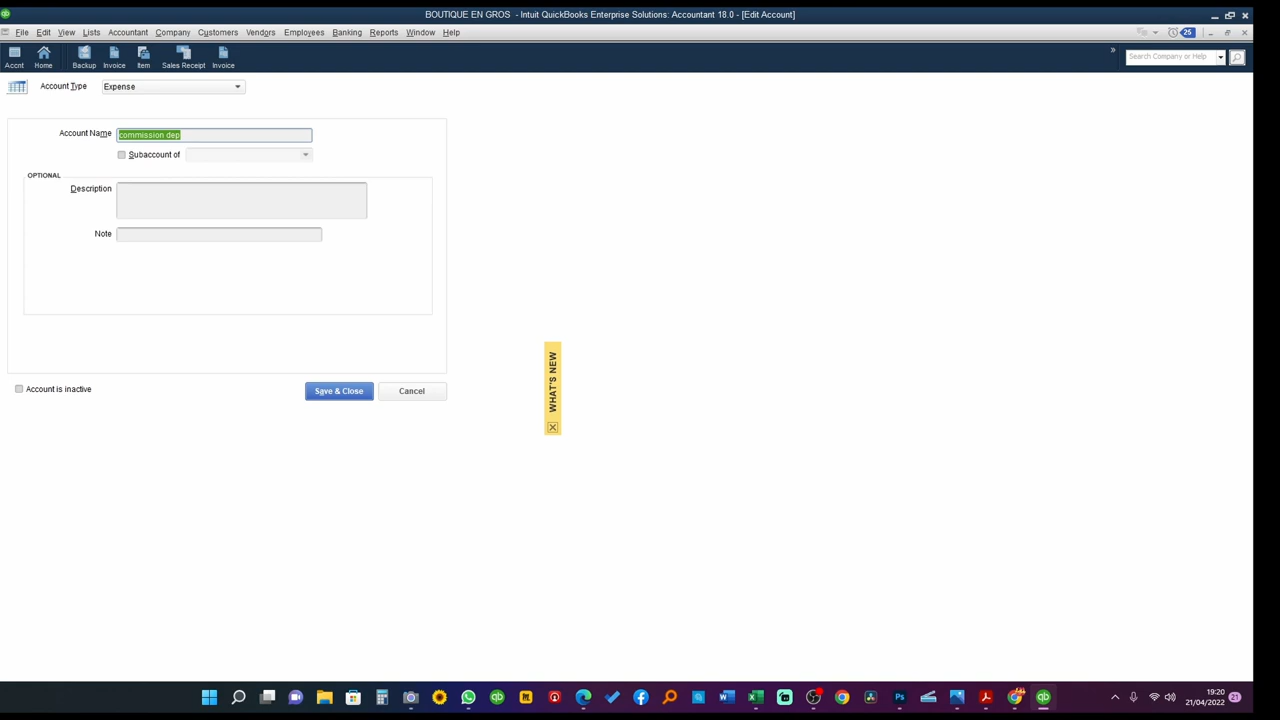 BOUTIQUE EN GROS - Intuit QuickBooks Enterprise Solutions: Accountant 18.0 - [Edit Account]
File Edit View Lists Accountant Company Customers Vendors Employees Banking Reports Window Help 25
Accnt Home Backup Invoice Item Sales Receipt Invoice » Search Company or Help
Account Type Expense
Account Name commission dep
Subaccount of
OPTIONAL
Description
Note
WHAT'S NEW
Account is inactive Save & Close Cancel
19:20
21/04/2022 21